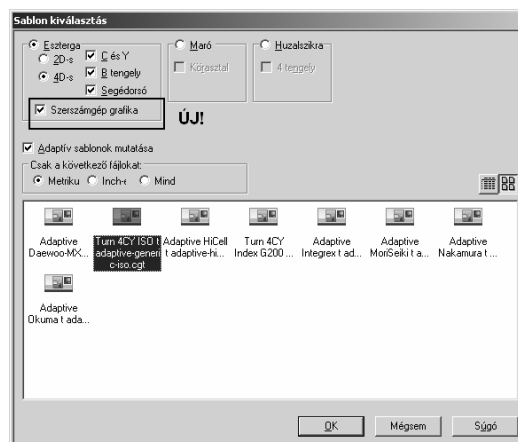 Sablon kiválasztás
Eszterga
Maró
Huzalszikra
2D-s
C és Y
Kórasztal
4 tengely
4D-s
B tengely
Segédorsó
Szerszámgép grafika
ÚJ!
Adaptív sablonok mutatása
Csak a következő fájlokat:
Metriku
Inch-e
Mind
Adaptive Daewoo-MX...
Turn 4CY ISO t adaptive-generi c-iso.cgt
Adaptive HiCell t adaptive-hi...
Turn 4CY Index G200 ...
Adaptive Integrex t ad...
Adaptive MoriSeiki t a...
Adaptive Nakamura t ...
Adaptive Okuma t ada...
OK
Mégsem
Súgó